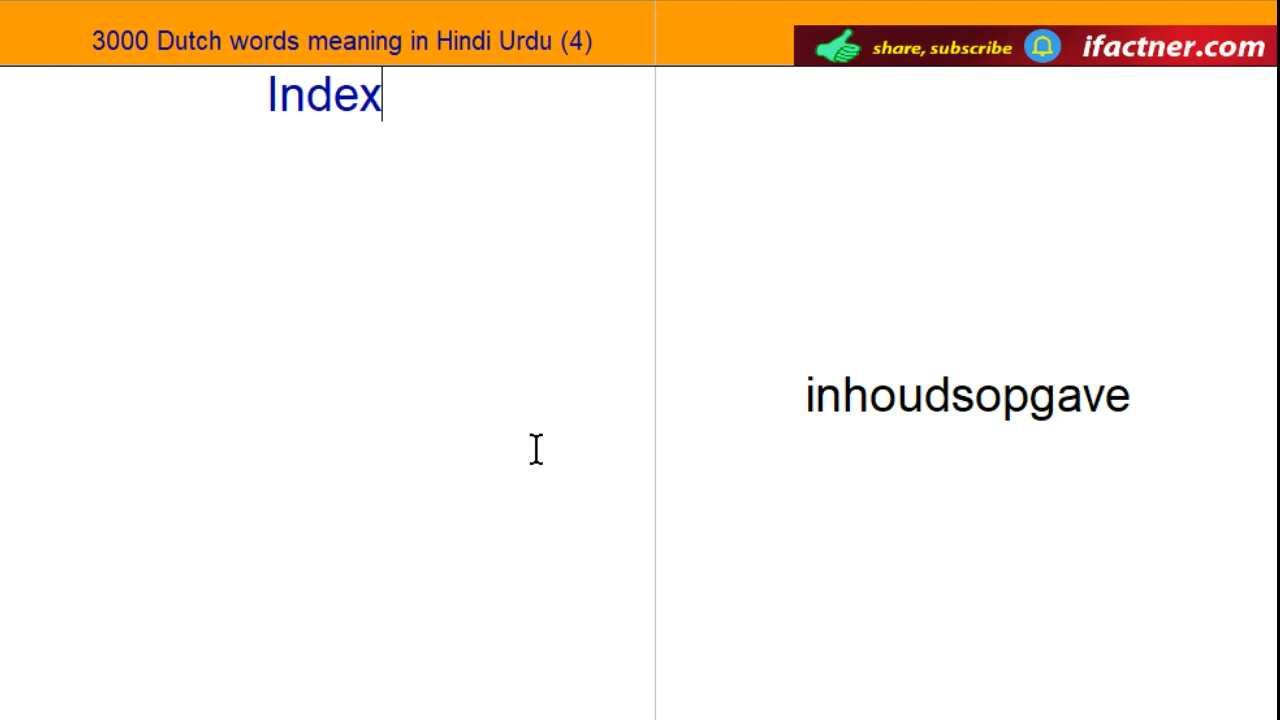 3000 Dutch words meaning in Hindi Urdu (4)
share, subscribe
ifactner.com
Index
inhoudsopgave